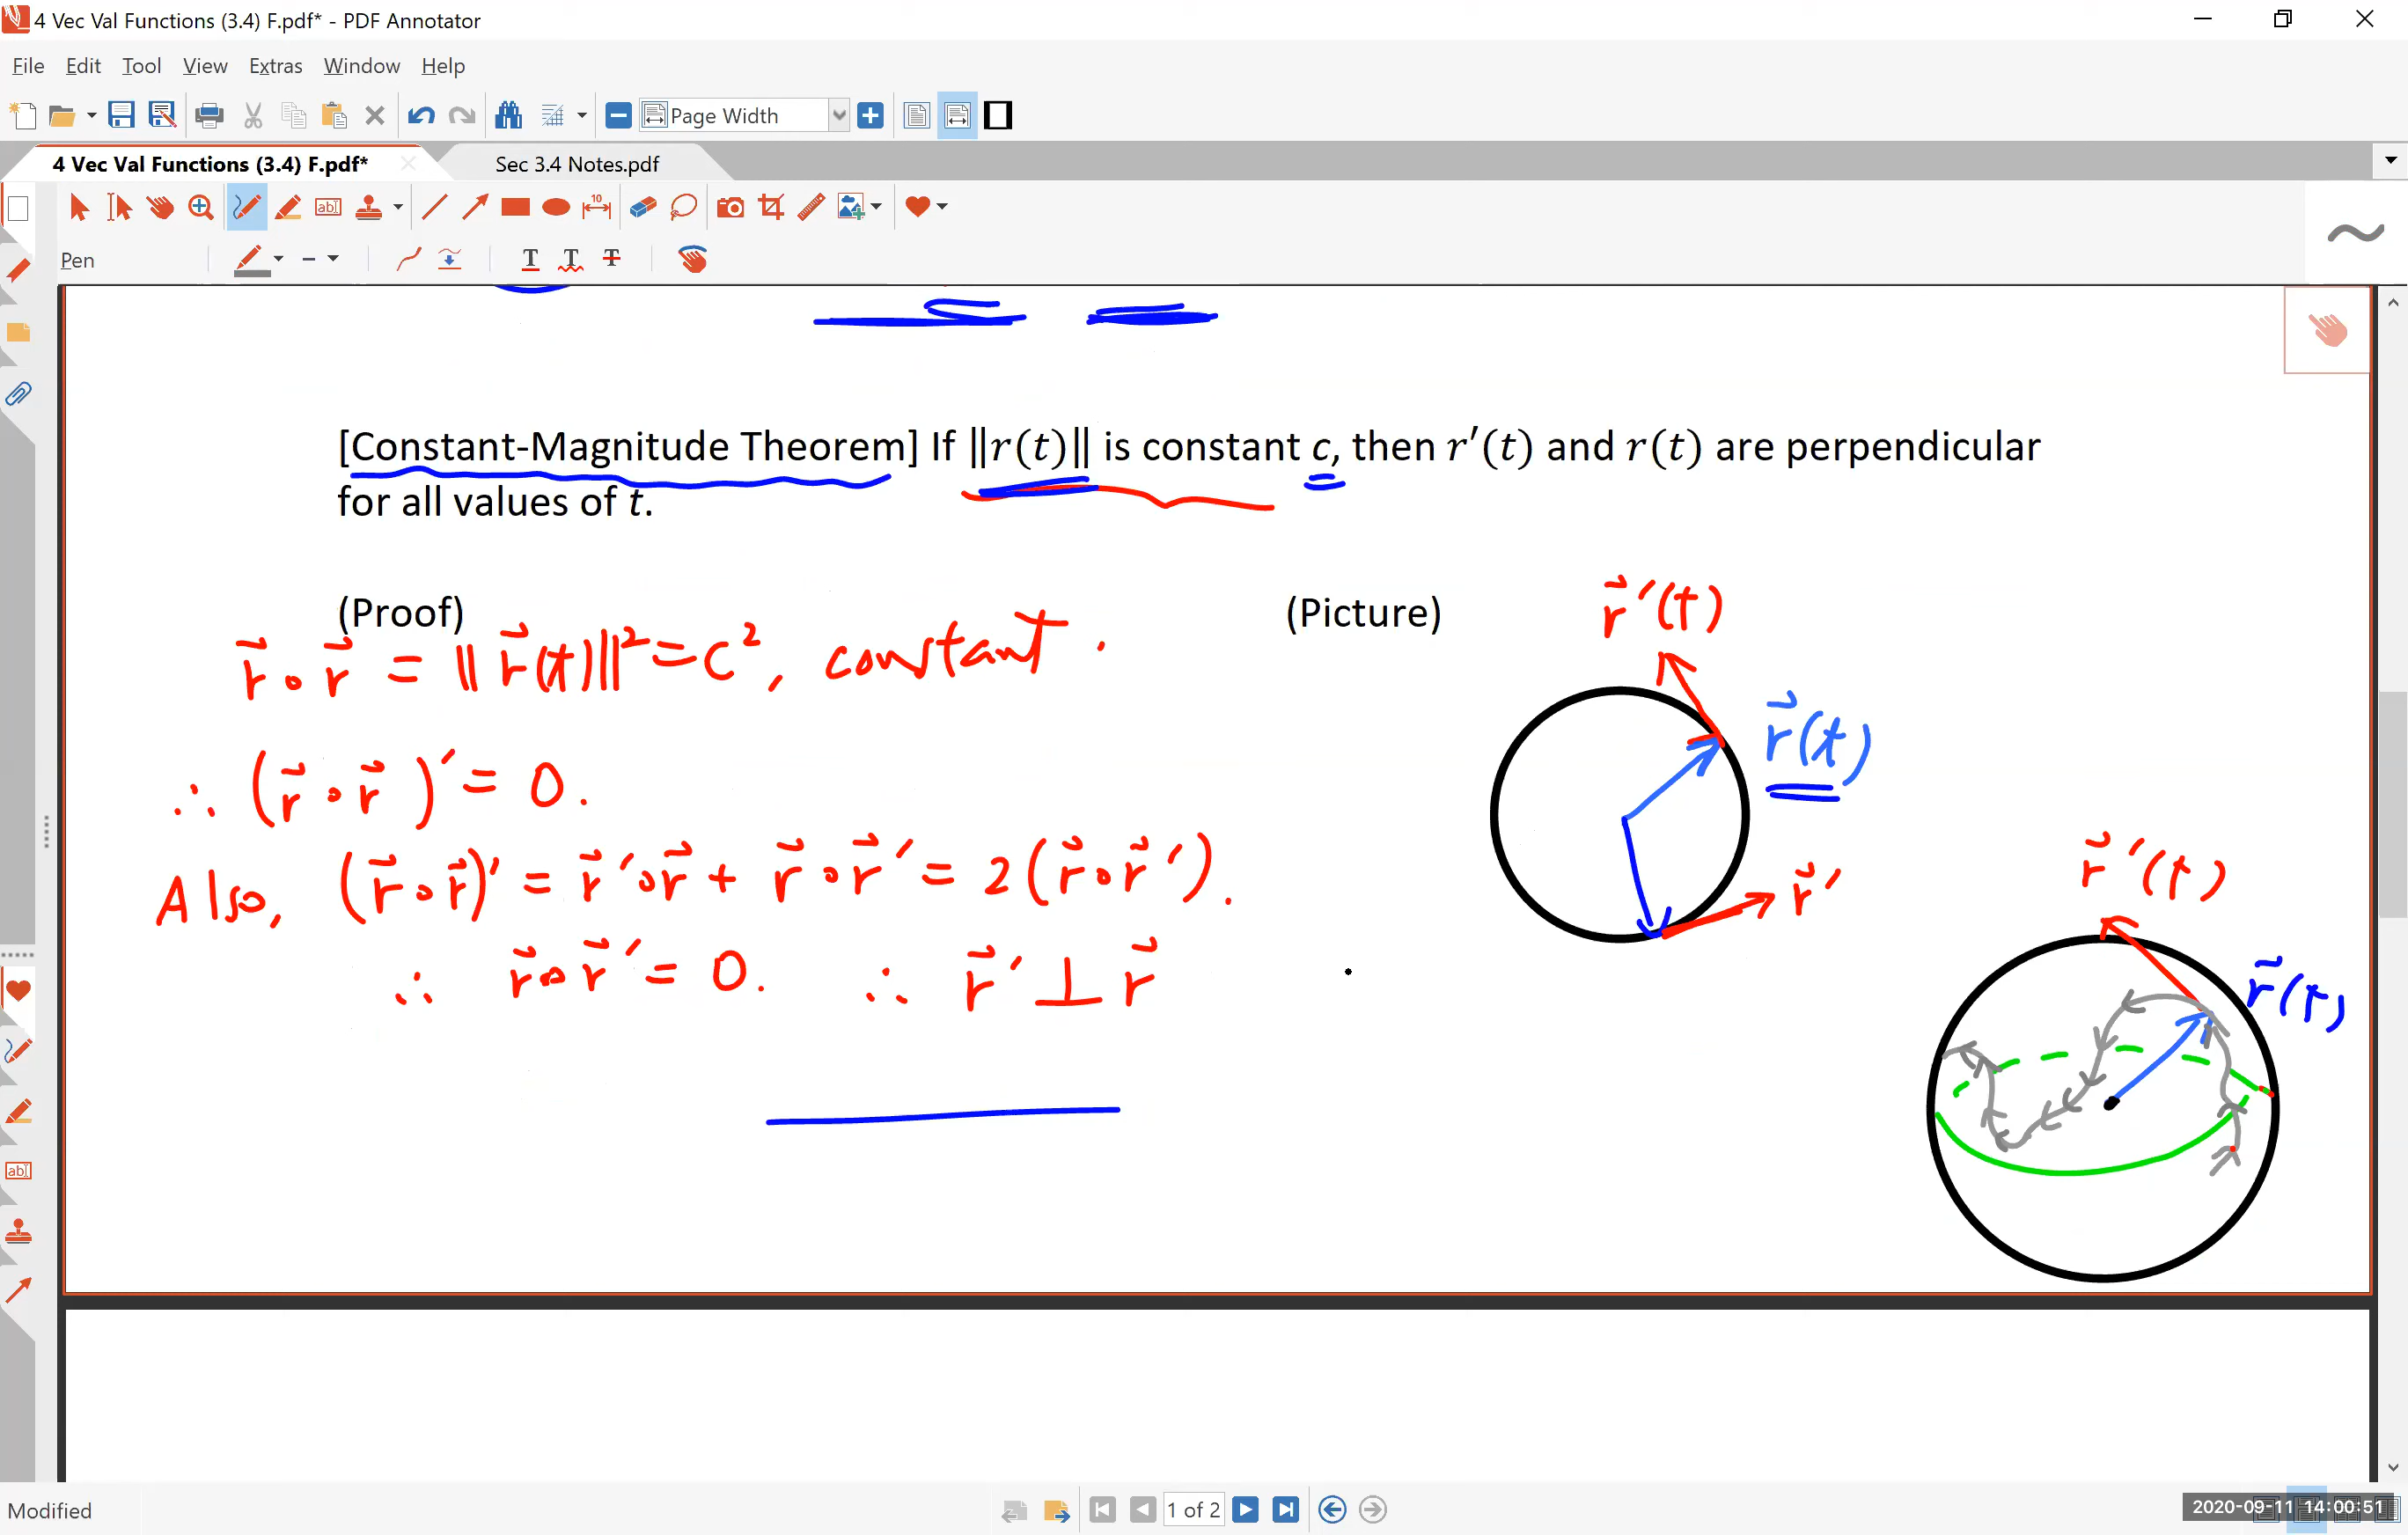 4 Vec Val Functions (3.4) F.pdf* - PDF Annotator
File Edit Tool View Extras Window Help
Page Width
4 Vec Val Functions (3.4) F.pdf* Sec 3.4 Notes.pdf
ab 10
Pen T T T
[Constant-Magnitude Theorem] If ‖r(t)‖ is constant c, then r′(t) and r(t) are perpendicular
for all values of t.
(Proof)
r⃗ ∘ r⃗ = ‖r⃗(t)‖² = c², constant.
∴ (r⃗ ∘ r⃗)′ = 0.
Also, (r⃗ ∘ r⃗)′ = r⃗′ ∘ r⃗ + r⃗ ∘ r⃗′ = 2(r⃗ ∘ r⃗′).
∴ r⃗ ∘ r⃗′ = 0. ∴ r⃗′ ⊥ r⃗
(Picture)
r⃗′(t)
r⃗(t)
r⃗′
r⃗′(t)
r⃗(t)
ab
Modified
1 of 2
2020-09-11 14:00:51